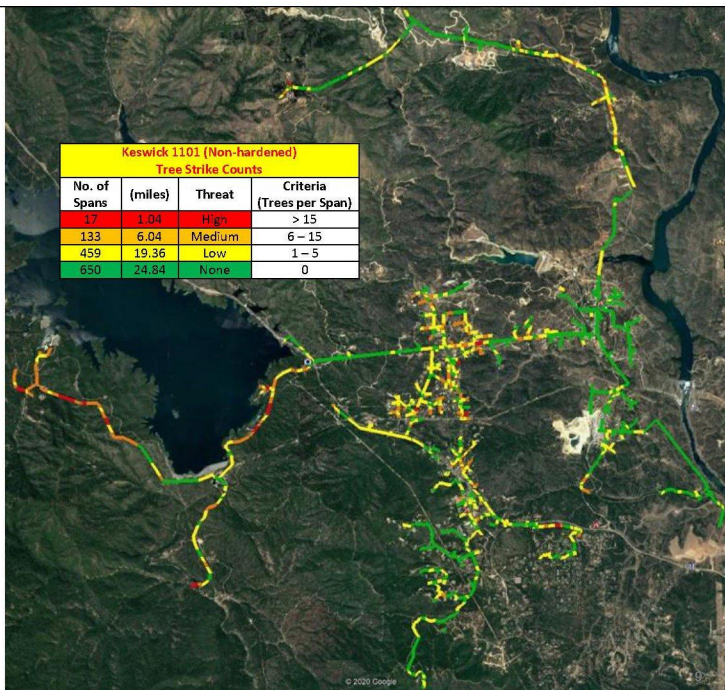 Keswick 1101 (Non-hardened)
Tree Strike Counts
No. of Spans (miles) Threat Criteria (Trees per Span)
17 1.04 High > 15
133 6.04 Medium 6 – 15
459 19.36 Low 1 – 5
650 24.84 None 0
© 2020 Google